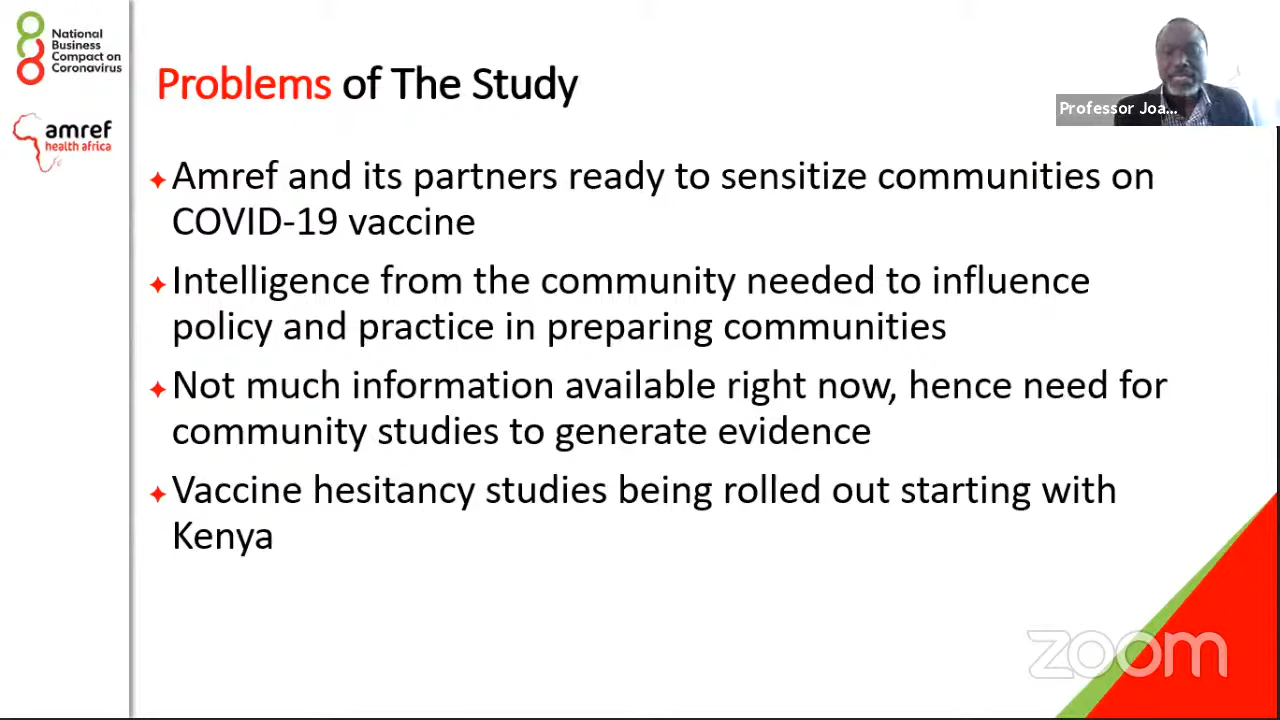 National
Business
Compact on
Coronavirus
amref
health africa
Problems of The Study
Professor Joa...
Amref and its partners ready to sensitize communities on
COVID-19 vaccine
Intelligence from the community needed to influence
policy and practice in preparing communities
Not much information available right now, hence need for
community studies to generate evidence
Vaccine hesitancy studies being rolled out starting with
Kenya
zoom